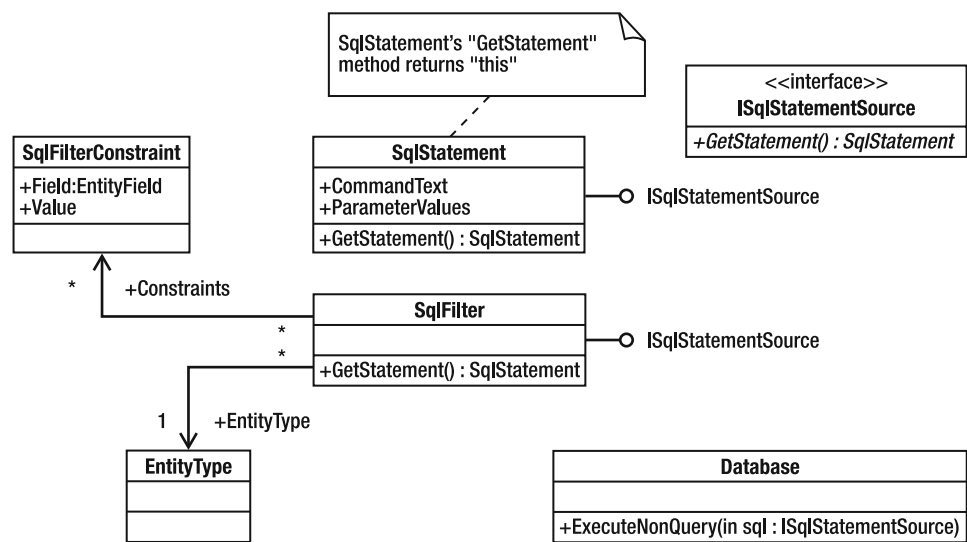 SqlStatement's "GetStatement"
method returns "this"
<<interface>>
ISqlStatementSource
+GetStatement() : SqlStatement
SqlFilterConstraint
+Field:EntityField
+Value
SqlStatement
+CommandText
+ParameterValues
+GetStatement() : SqlStatement
ISqlStatementSource
*
+Constraints
*
*
SqlFilter
+GetStatement() : SqlStatement
ISqlStatementSource
1
+EntityType
EntityType
Database
+ExecuteNonQuery(in sql : ISqlStatementSource)